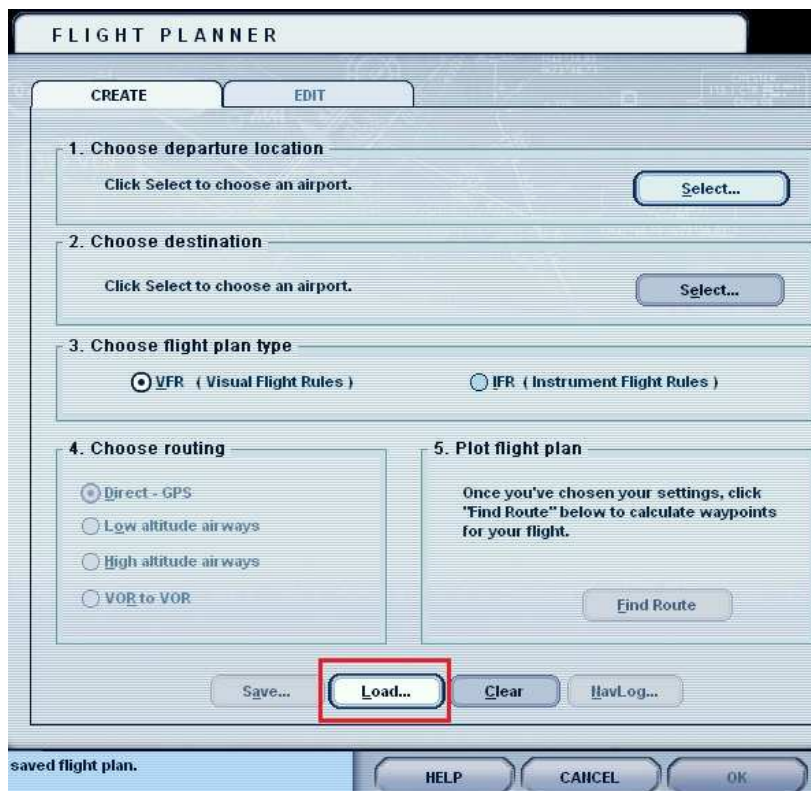 FLIGHT PLANNER
CREATE
EDIT
1. Choose departure location
Click Select to choose an airport.
Select...
2. Choose destination
Click Select to choose an airport.
Select...
3. Choose flight plan type
VFR ( Visual Flight Rules )
IFR ( Instrument Flight Rules )
4. Choose routing
Direct - GPS
Low altitude airways
High altitude airways
VOR to VOR
5. Plot flight plan
Once you've chosen your settings, click
"Find Route" below to calculate waypoints
for your flight.
Find Route
Save...
Load...
Clear
NavLog...
saved flight plan.
HELP
CANCEL
OK